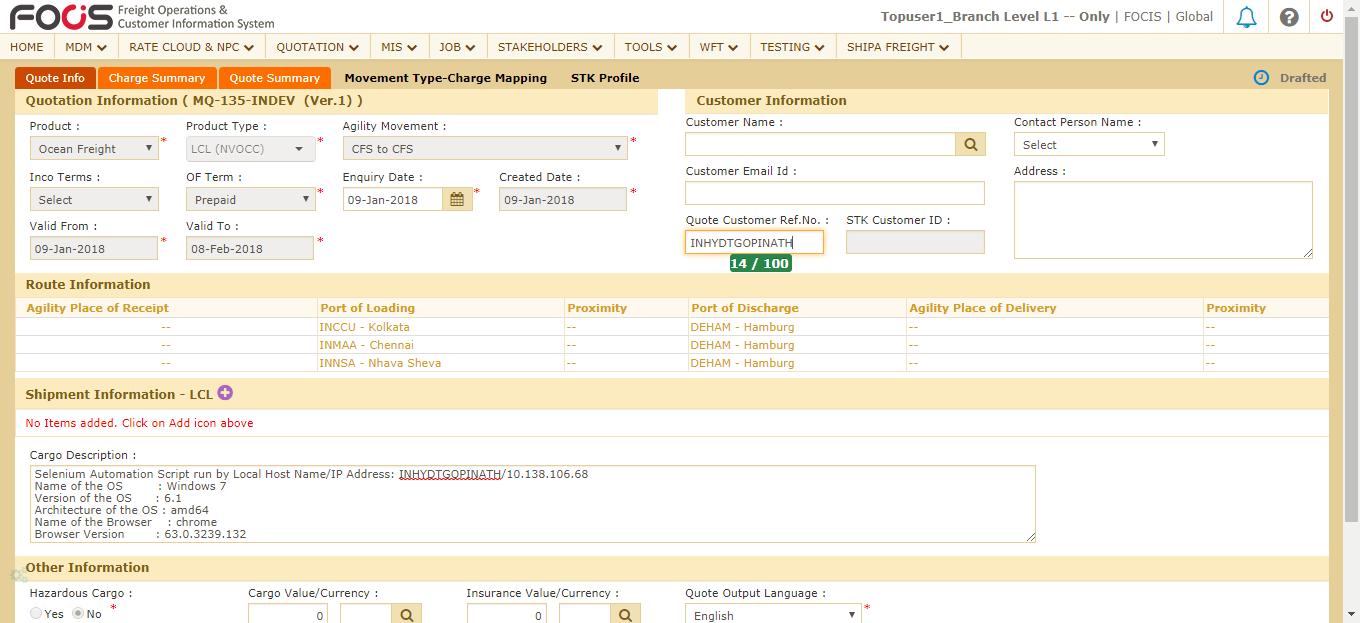 FOCiS Freight Operations &
Customer Information System
Topuser1_Branch Level L1 -- Only | FOCIS | Global
HOME MDM RATE CLOUD & NPC QUOTATION MIS JOB STAKEHOLDERS TOOLS WFT TESTING SHIPA FREIGHT
Quote Info Charge Summary Quote Summary Movement Type-Charge Mapping STK Profile Drafted
Quotation Information ( MQ-135-INDEV (Ver.1) )
Product : * Product Type : * Agility Movement : *
Ocean Freight LCL (NVOCC) CFS to CFS
Inco Terms : OF Term : * Enquiry Date : * Created Date : *
Select Prepaid 09-Jan-2018 09-Jan-2018
Valid From : * Valid To : *
09-Jan-2018 08-Feb-2018
Customer Information
Customer Name : Contact Person Name :
Select
Customer Email Id : Address :
Quote Customer Ref.No. : STK Customer ID :
INHYDTGOPINATH
14 / 100
Route Information
Agility Place of Receipt Port of Loading Proximity Port of Discharge Agility Place of Delivery Proximity
-- INCCU - Kolkata -- DEHAM - Hamburg -- --
-- INMAA - Chennai -- DEHAM - Hamburg -- --
-- INNSA - Nhava Sheva -- DEHAM - Hamburg -- --
Shipment Information - LCL
No Items added. Click on Add icon above
Cargo Description :
Selenium Automation Script run by Local Host Name/IP Address: INHYDTGOPINATH/10.138.106.68
Name of the OS : Windows 7
Version of the OS : 6.1
Architecture of the OS : amd64
Name of the Browser : chrome
Browser Version : 63.0.3239.132
Other Information
Hazardous Cargo : Cargo Value/Currency : Insurance Value/Currency : Quote Output Language :
Yes No * 0 0 English *